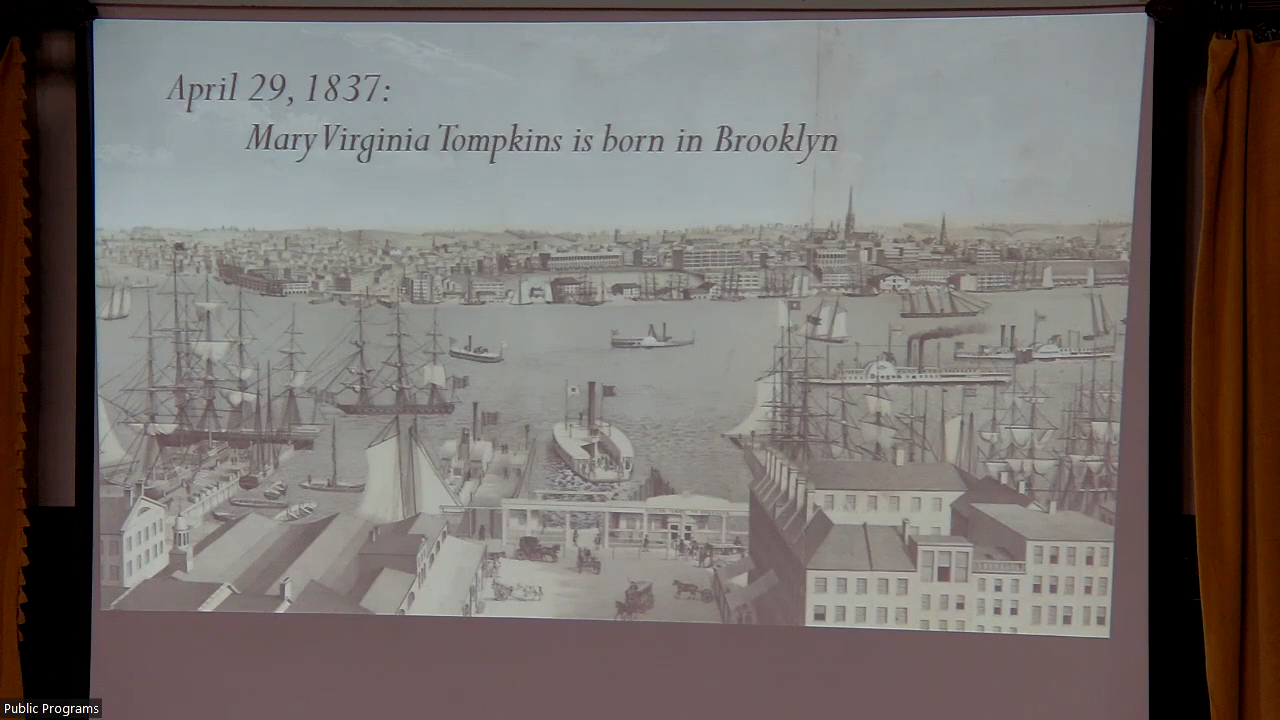 April 29, 1837:
Mary Virginia Tompkins is born in Brooklyn
Public Programs